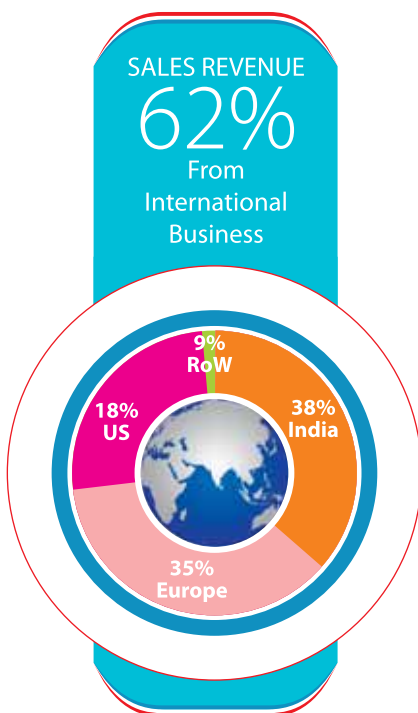 SALES REVENUE
62%
From
International
Business
9%
RoW
38%
India
18%
US
35%
Europe